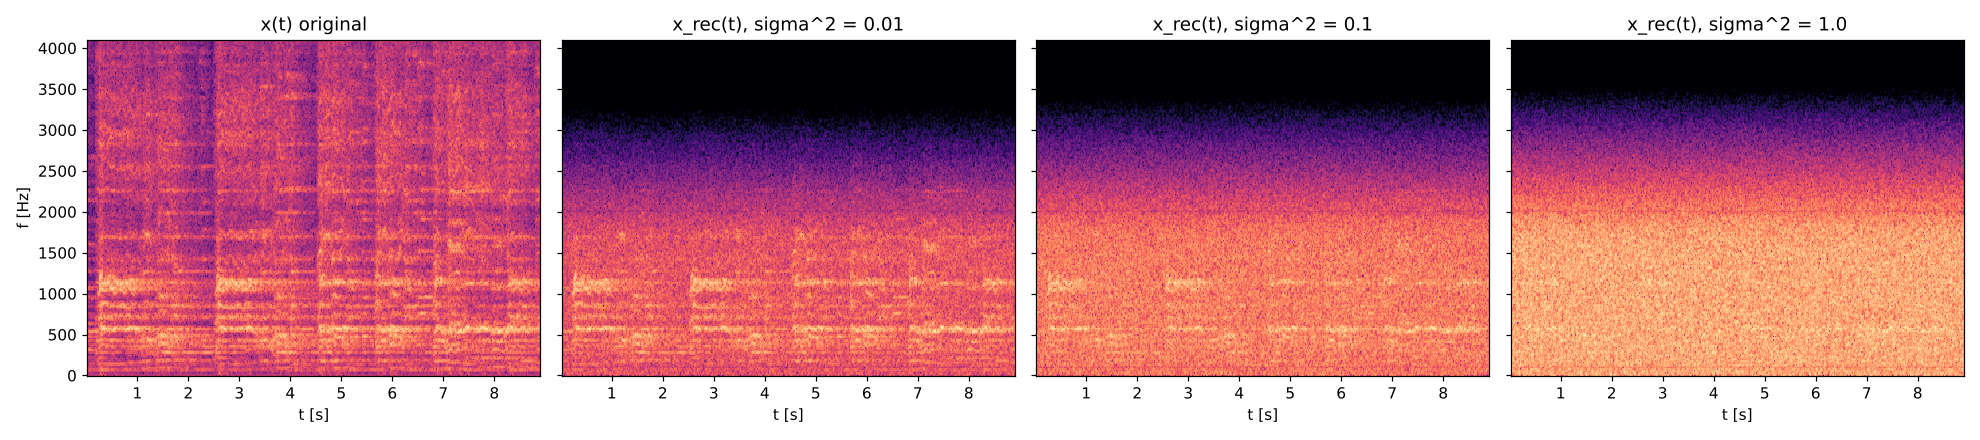 x(t) original
x_rec(t), sigma^2 = 0.01
x_rec(t), sigma^2 = 0.1
x_rec(t), sigma^2 = 1.0
f [Hz]
4000
3500
3000
2500
2000
1500
1000
500
0
1 2 3 4 5 6 7 8
1 2 3 4 5 6 7 8
1 2 3 4 5 6 7 8
1 2 3 4 5 6 7 8
t [s]
t [s]
t [s]
t [s]